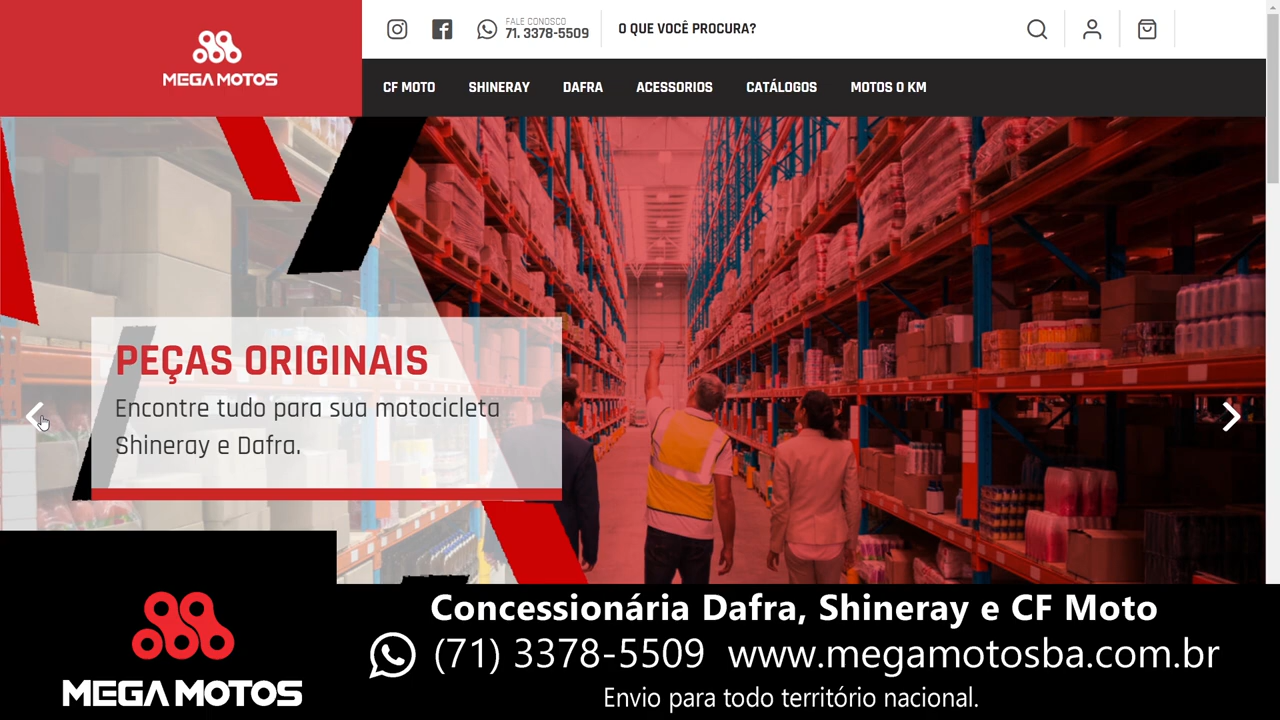 MEGA MOTOS
FALE CONOSCO
71. 3378-5509
O QUE VOCÊ PROCURA?
CF MOTO
SHINERAY
DAFRA
ACESSORIOS
CATÁLOGOS
MOTOS 0 KM
PEÇAS ORIGINAIS
Encontre tudo para sua motocicleta
Shineray e Dafra.
MEGA MOTOS
Concessionária Dafra, Shineray e CF Moto
(71) 3378-5509 www.megamotosba.com.br
Envio para todo território nacional.